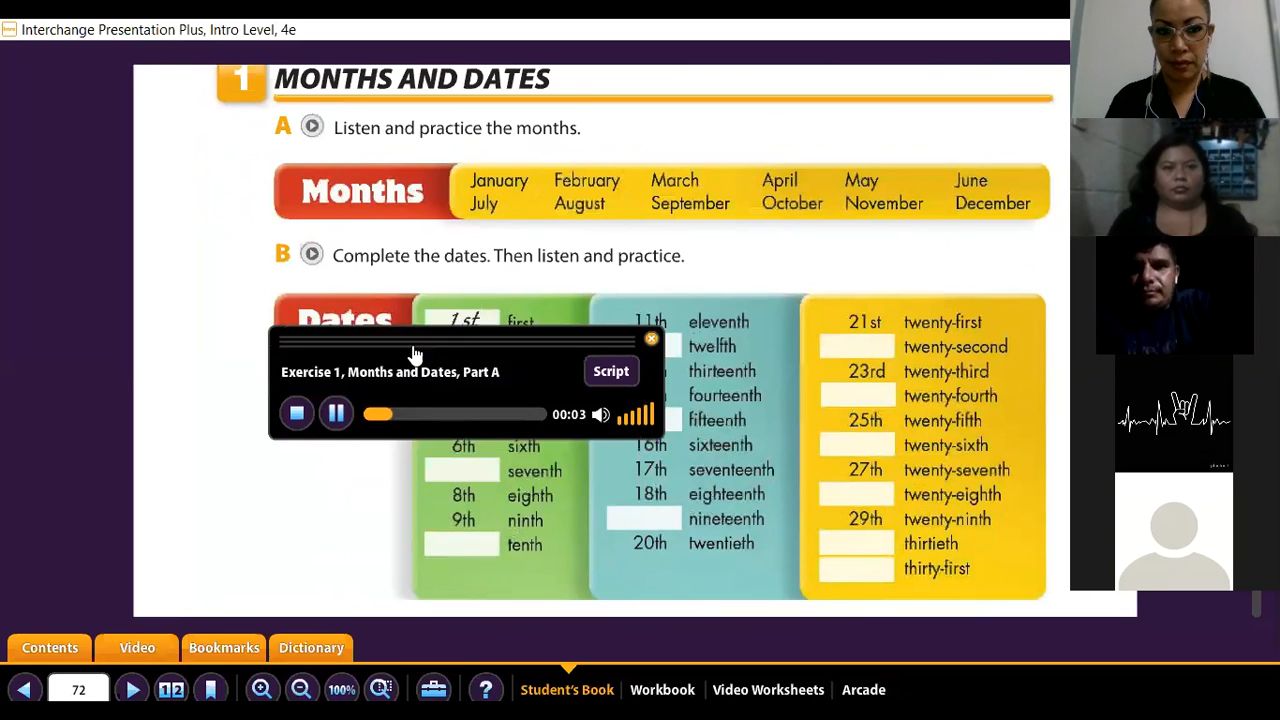 Interchange Presentation Plus, Intro Level, 4e
1 MONTHS AND DATES
A Listen and practice the months.
Months
January February March April May June
July August September October November December
B Complete the dates. Then listen and practice.
Dates
1st first 11th eleventh 21st twenty-first
twelfth twenty-second
thirteenth 23rd twenty-third
fourteenth twenty-fourth
fifteenth 25th twenty-fifth
6th sixth 16th sixteenth twenty-sixth
seventh 17th seventeenth 27th twenty-seventh
8th eighth 18th eighteenth twenty-eighth
9th ninth nineteenth 29th twenty-ninth
tenth 20th twentieth thirtieth
thirty-first
Exercise 1, Months and Dates, Part A
Script
00:03
Contents Video Bookmarks Dictionary
72 12 100% ? Student's Book Workbook Video Worksheets Arcade